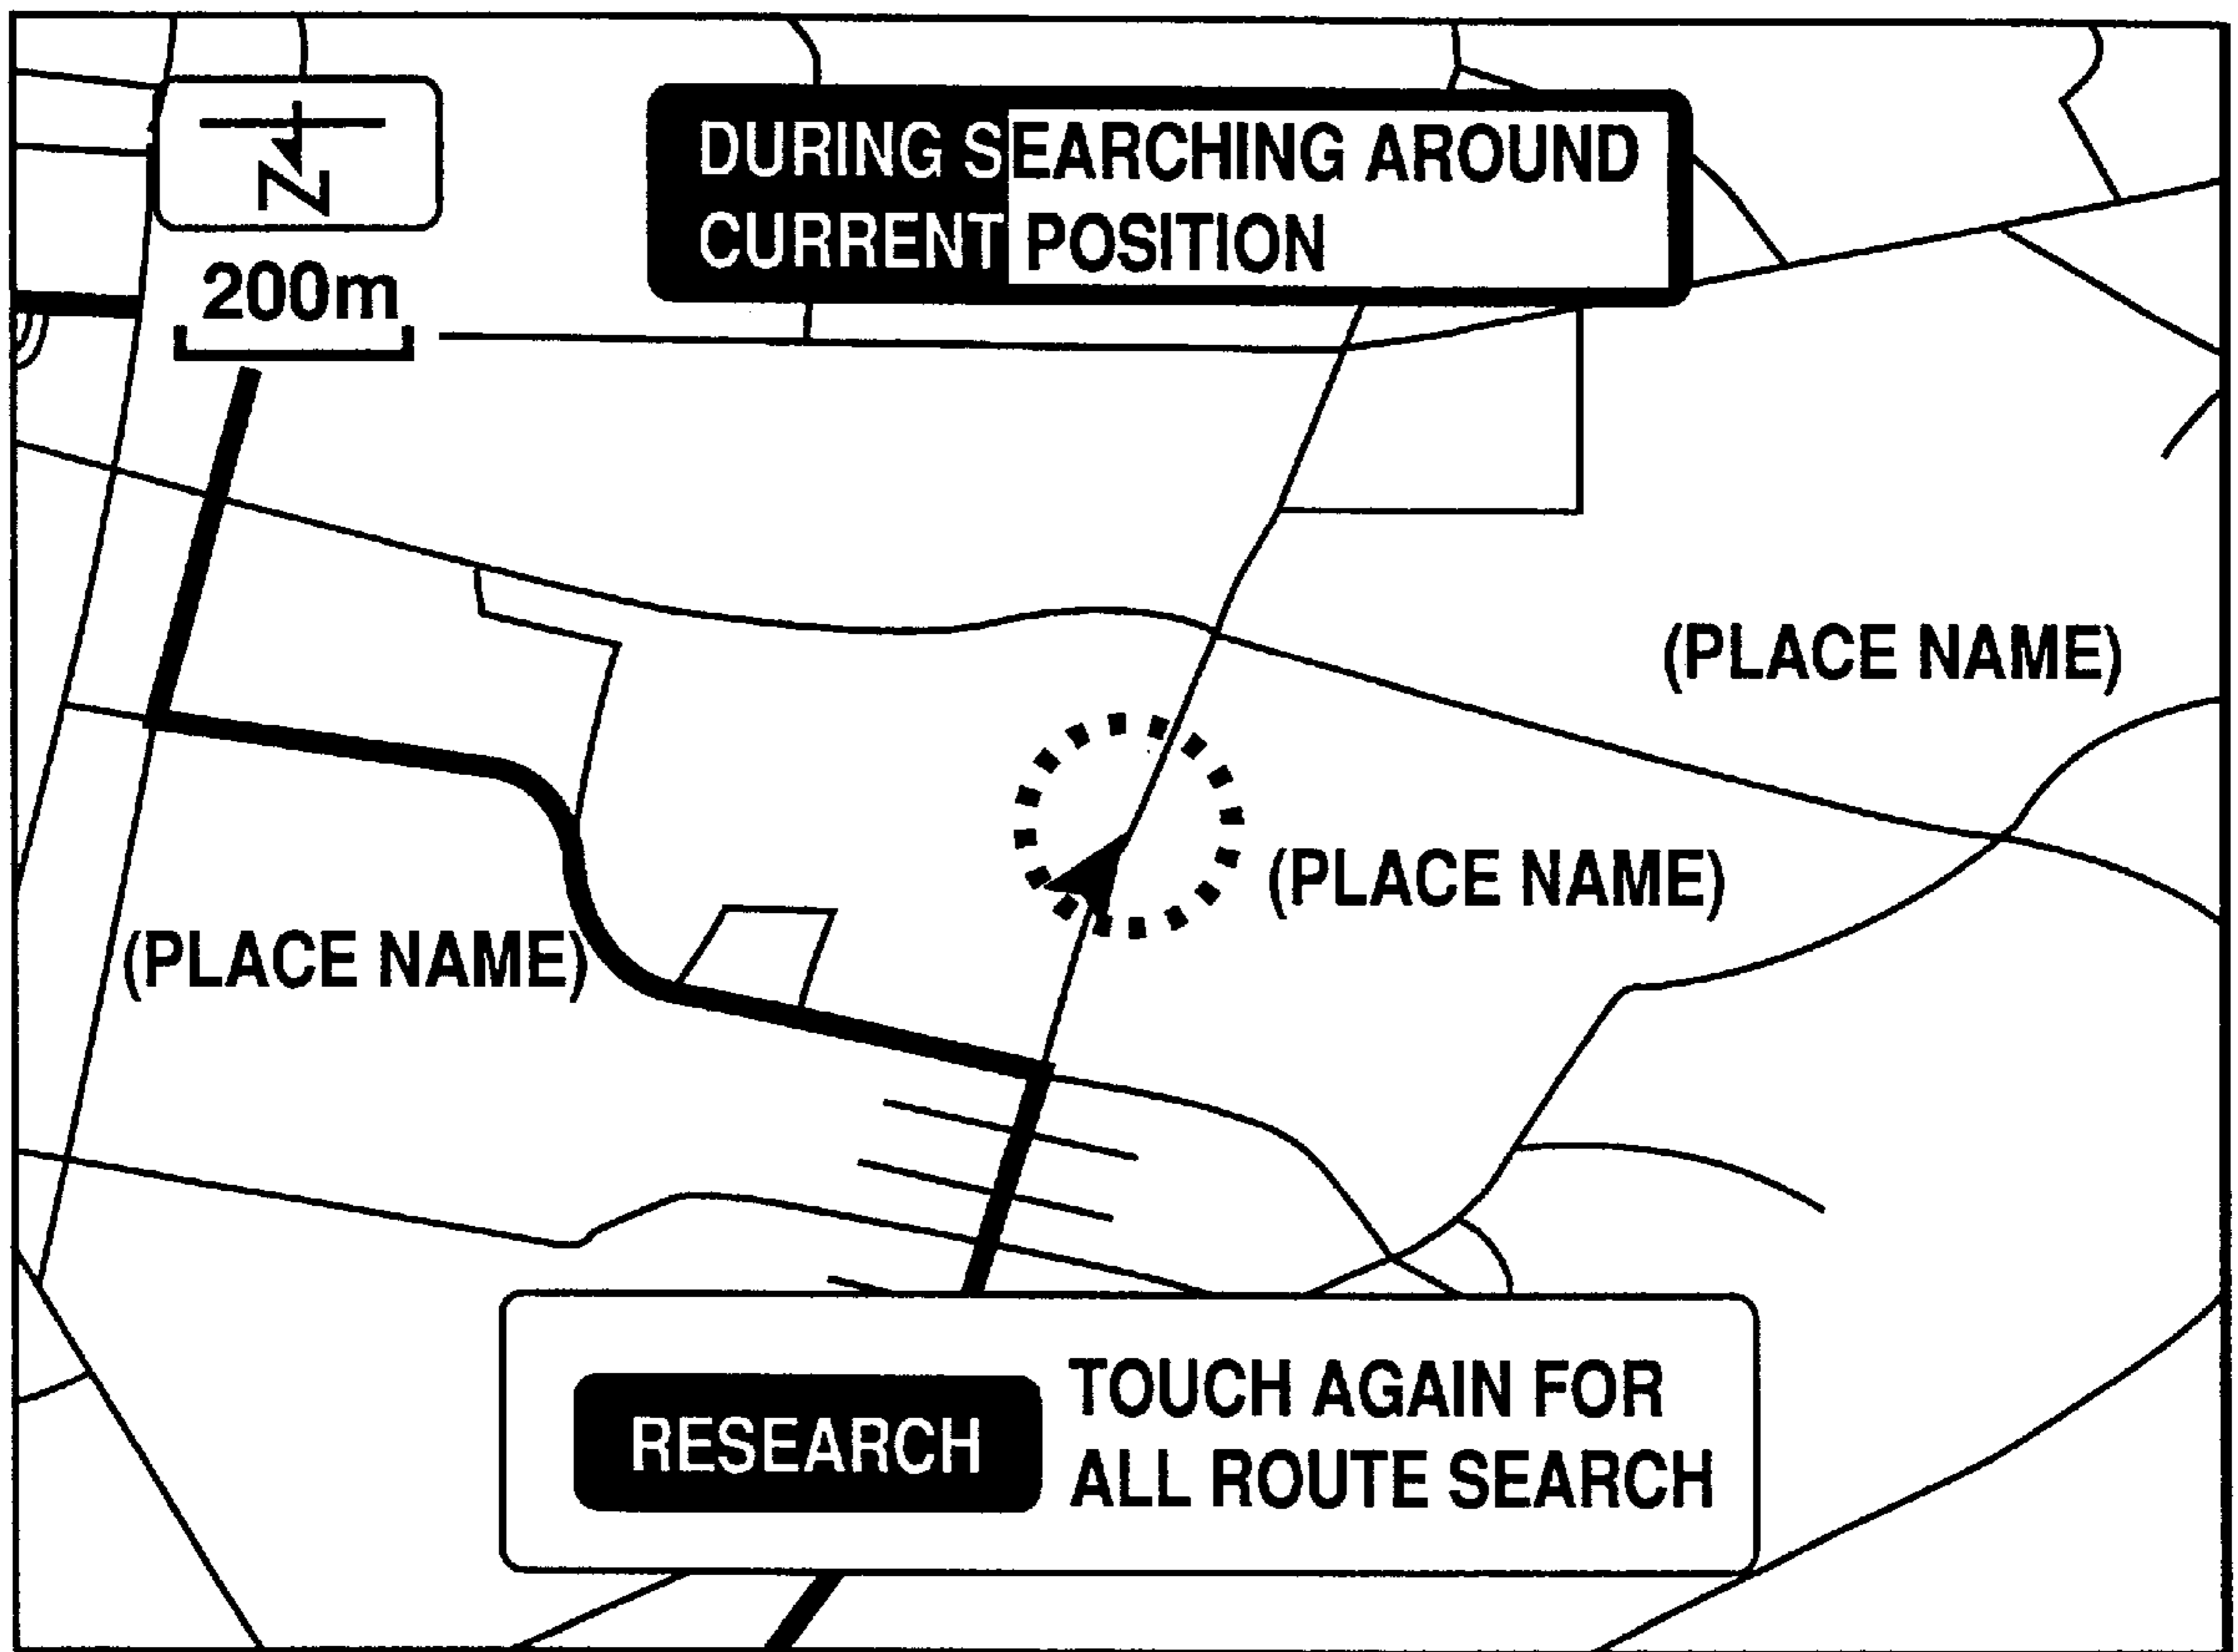 N
DURING SEARCHING AROUND
CURRENT POSITION
200m
(PLACE NAME)
(PLACE NAME)
(PLACE NAME)
RESEARCH
TOUCH AGAIN FOR
ALL ROUTE SEARCH